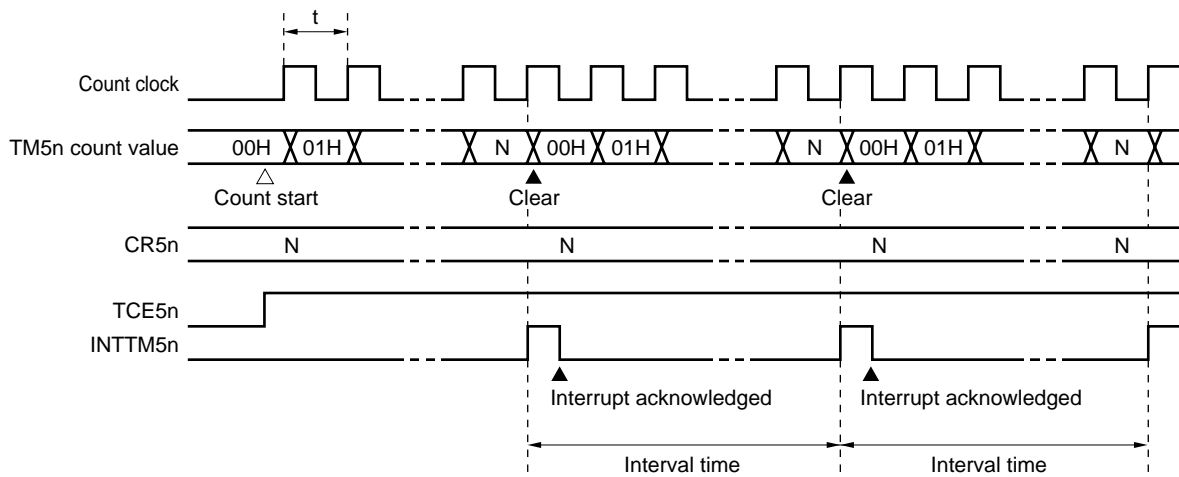 t
Count clock
TM5n count value 00H 01H N 00H 01H N 00H 01H N
Count start Clear Clear
CR5n N N N N
TCE5n
INTTM5n
Interrupt acknowledged Interrupt acknowledged
Interval time Interval time